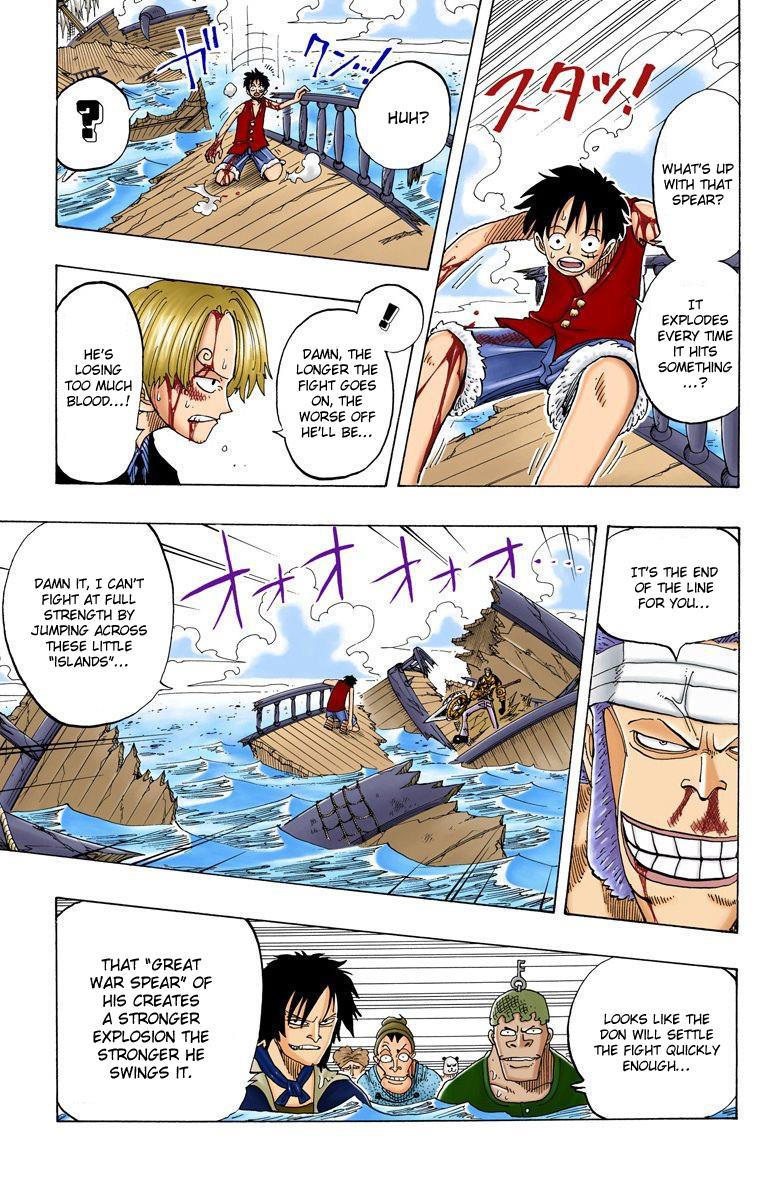 スタッ!
WHAT'S UP
WITH THAT
SPEAR?
IT
EXPLODES
EVERY TIME
IT HITS
SOMETHING
...?
ガクン...!
HUH?
?
!
DAMN, THE
LONGER THE
FIGHT GOES
ON, THE
WORSE OFF
HE'LL BE...
HE'S
LOSING
TOO MUCH
BLOOD...!
IT'S THE END
OF THE LINE
FOR YOU...
オオオオオ...
DAMN IT, I CAN'T
FIGHT AT FULL
STRENGTH BY
JUMPING ACROSS
THESE LITTLE
"ISLANDS"...
LOOKS LIKE THE
DON WILL SETTLE
THE FIGHT QUICKLY
ENOUGH...
THAT "GREAT
WAR SPEAR" OF
HIS CREATES
A STRONGER
EXPLOSION THE
STRONGER HE
SWINGS IT.